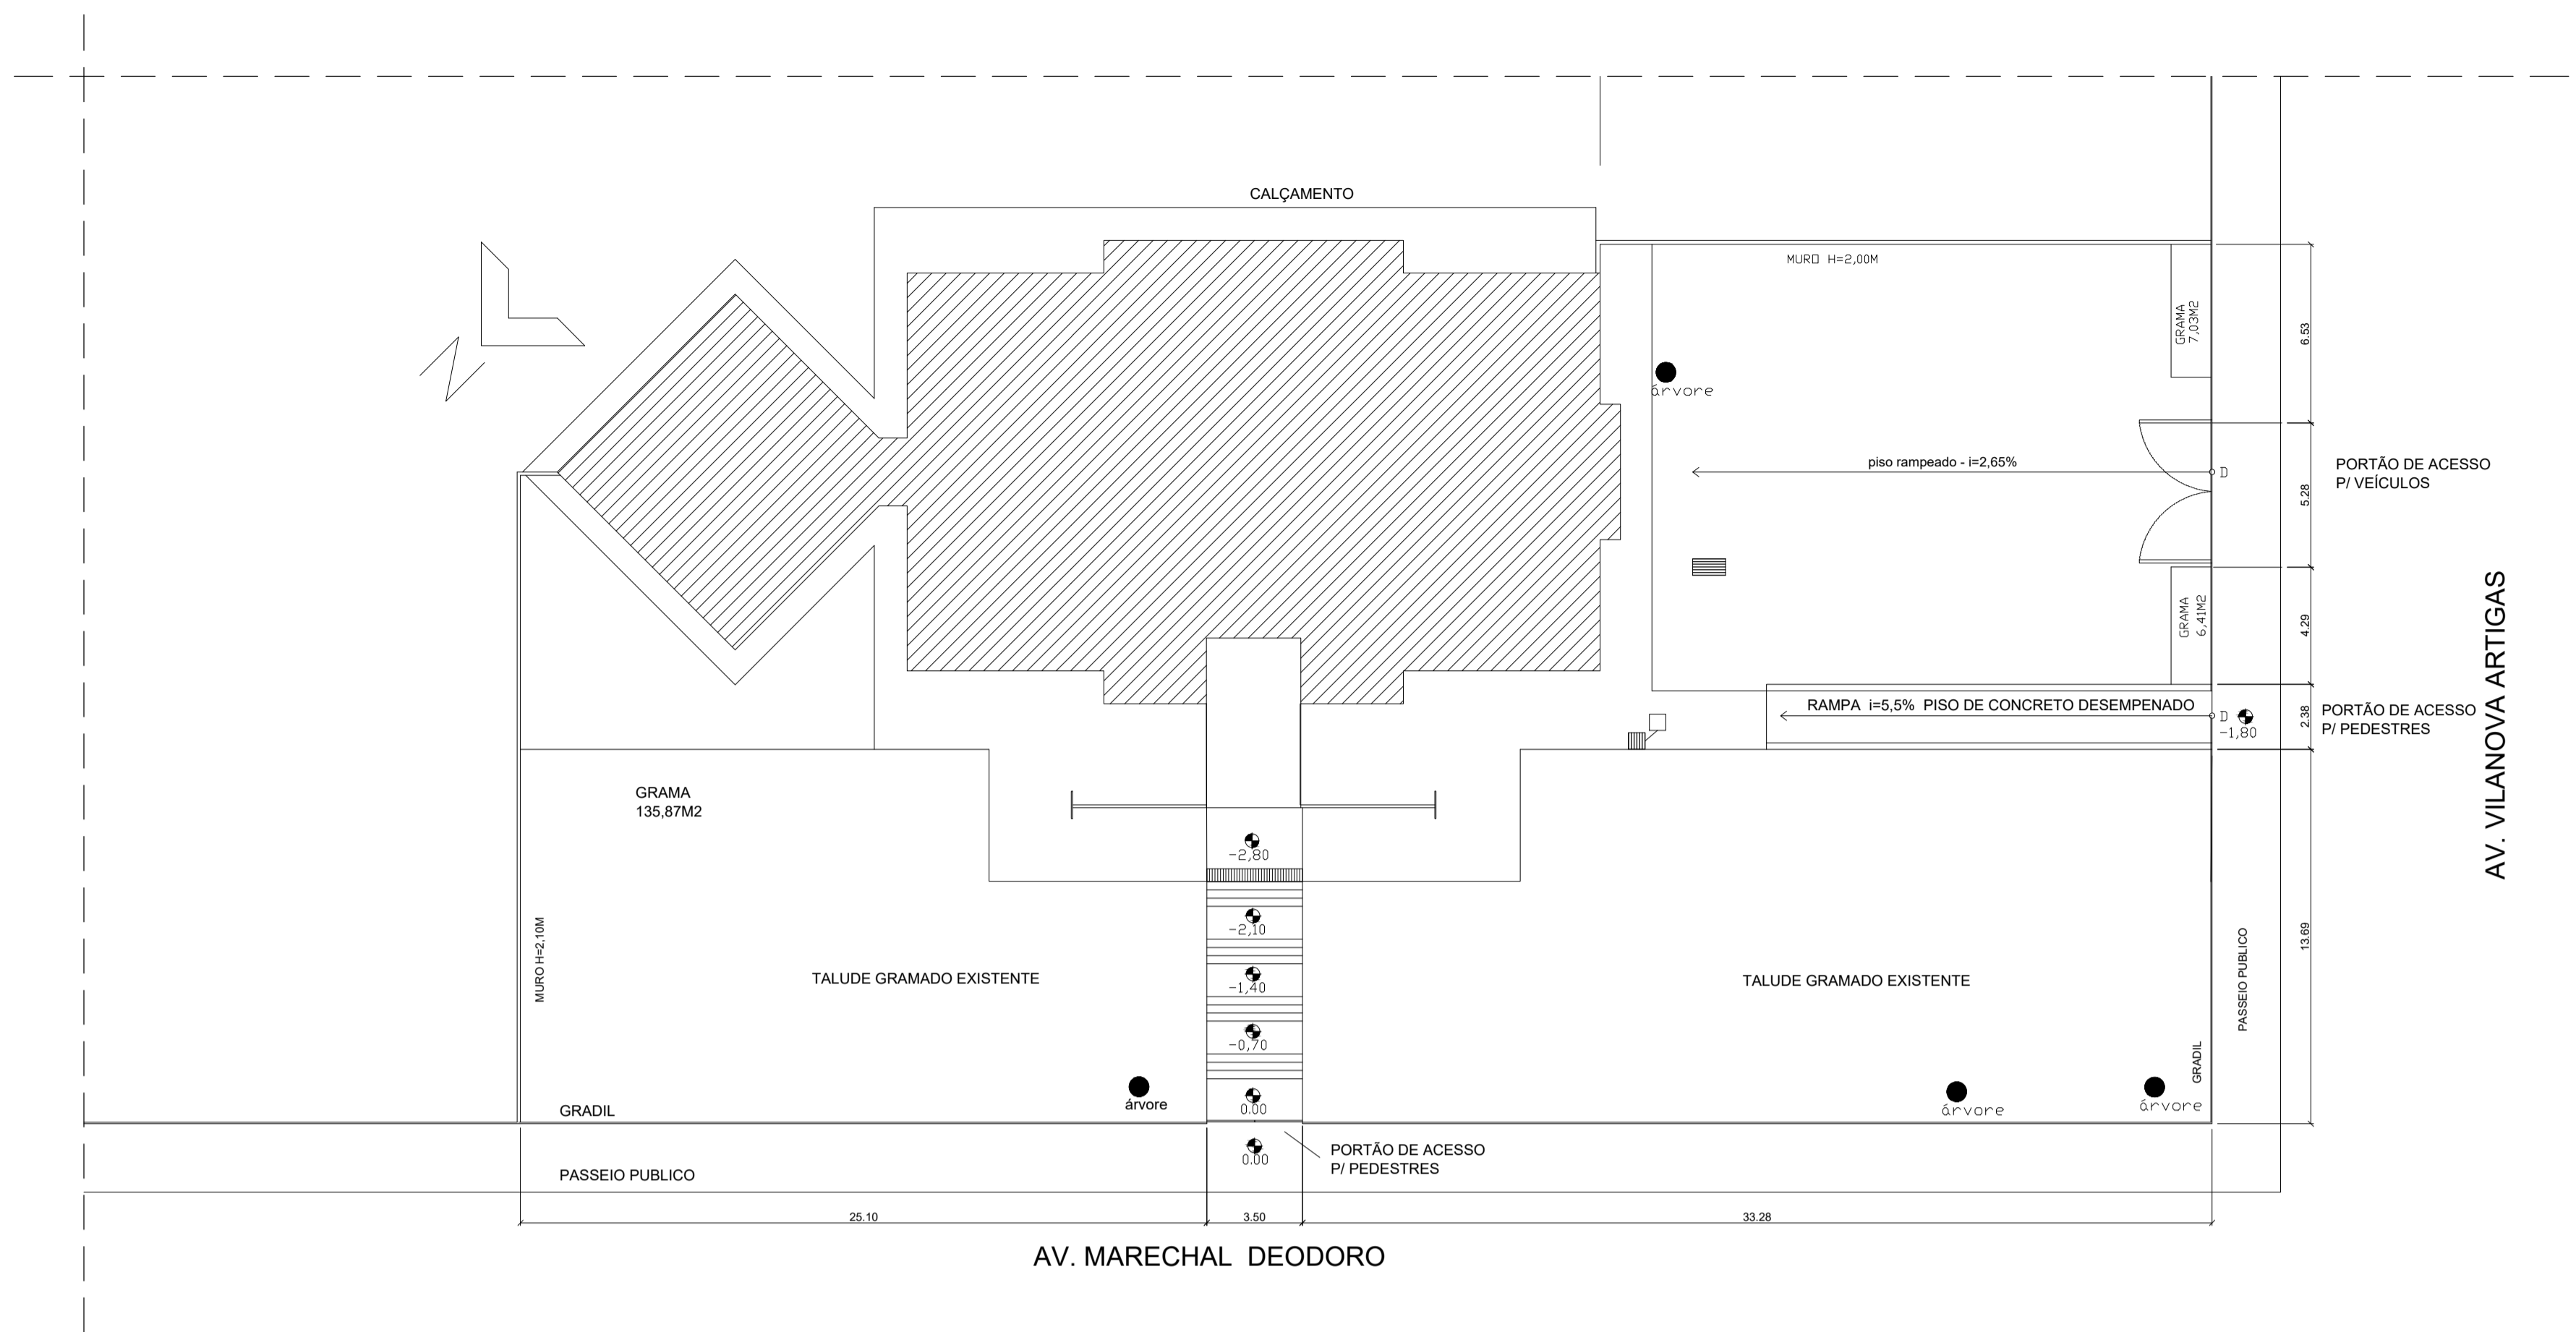 CALÇAMENTO
MURO H=2,00M
GRAMA
7,03M2
6.53
N
árvore
piso rampeado - i=2,65%
D
PORTÃO DE ACESSO
P/ VEÍCULOS
5.28
GRAMA
6,41M2
4.29
AV. VILANOVA ARTIGAS
RAMPA i=5,5% PISO DE CONCRETO DESEMPENADO
D
-1,80
2.38
PORTÃO DE ACESSO
P/ PEDESTRES
GRAMA
135,87M2
-2,80
MURO H=2,10M
-2,10
TALUDE GRAMADO EXISTENTE
-1,40
TALUDE GRAMADO EXISTENTE
PASSEIO PUBLICO
13.69
-0,70
GRADIL
GRADIL
árvore
0.00
árvore
árvore
PASSEIO PUBLICO
0.00
PORTÃO DE ACESSO
P/ PEDESTRES
25.10
3.50
33.28
AV. MARECHAL DEODORO